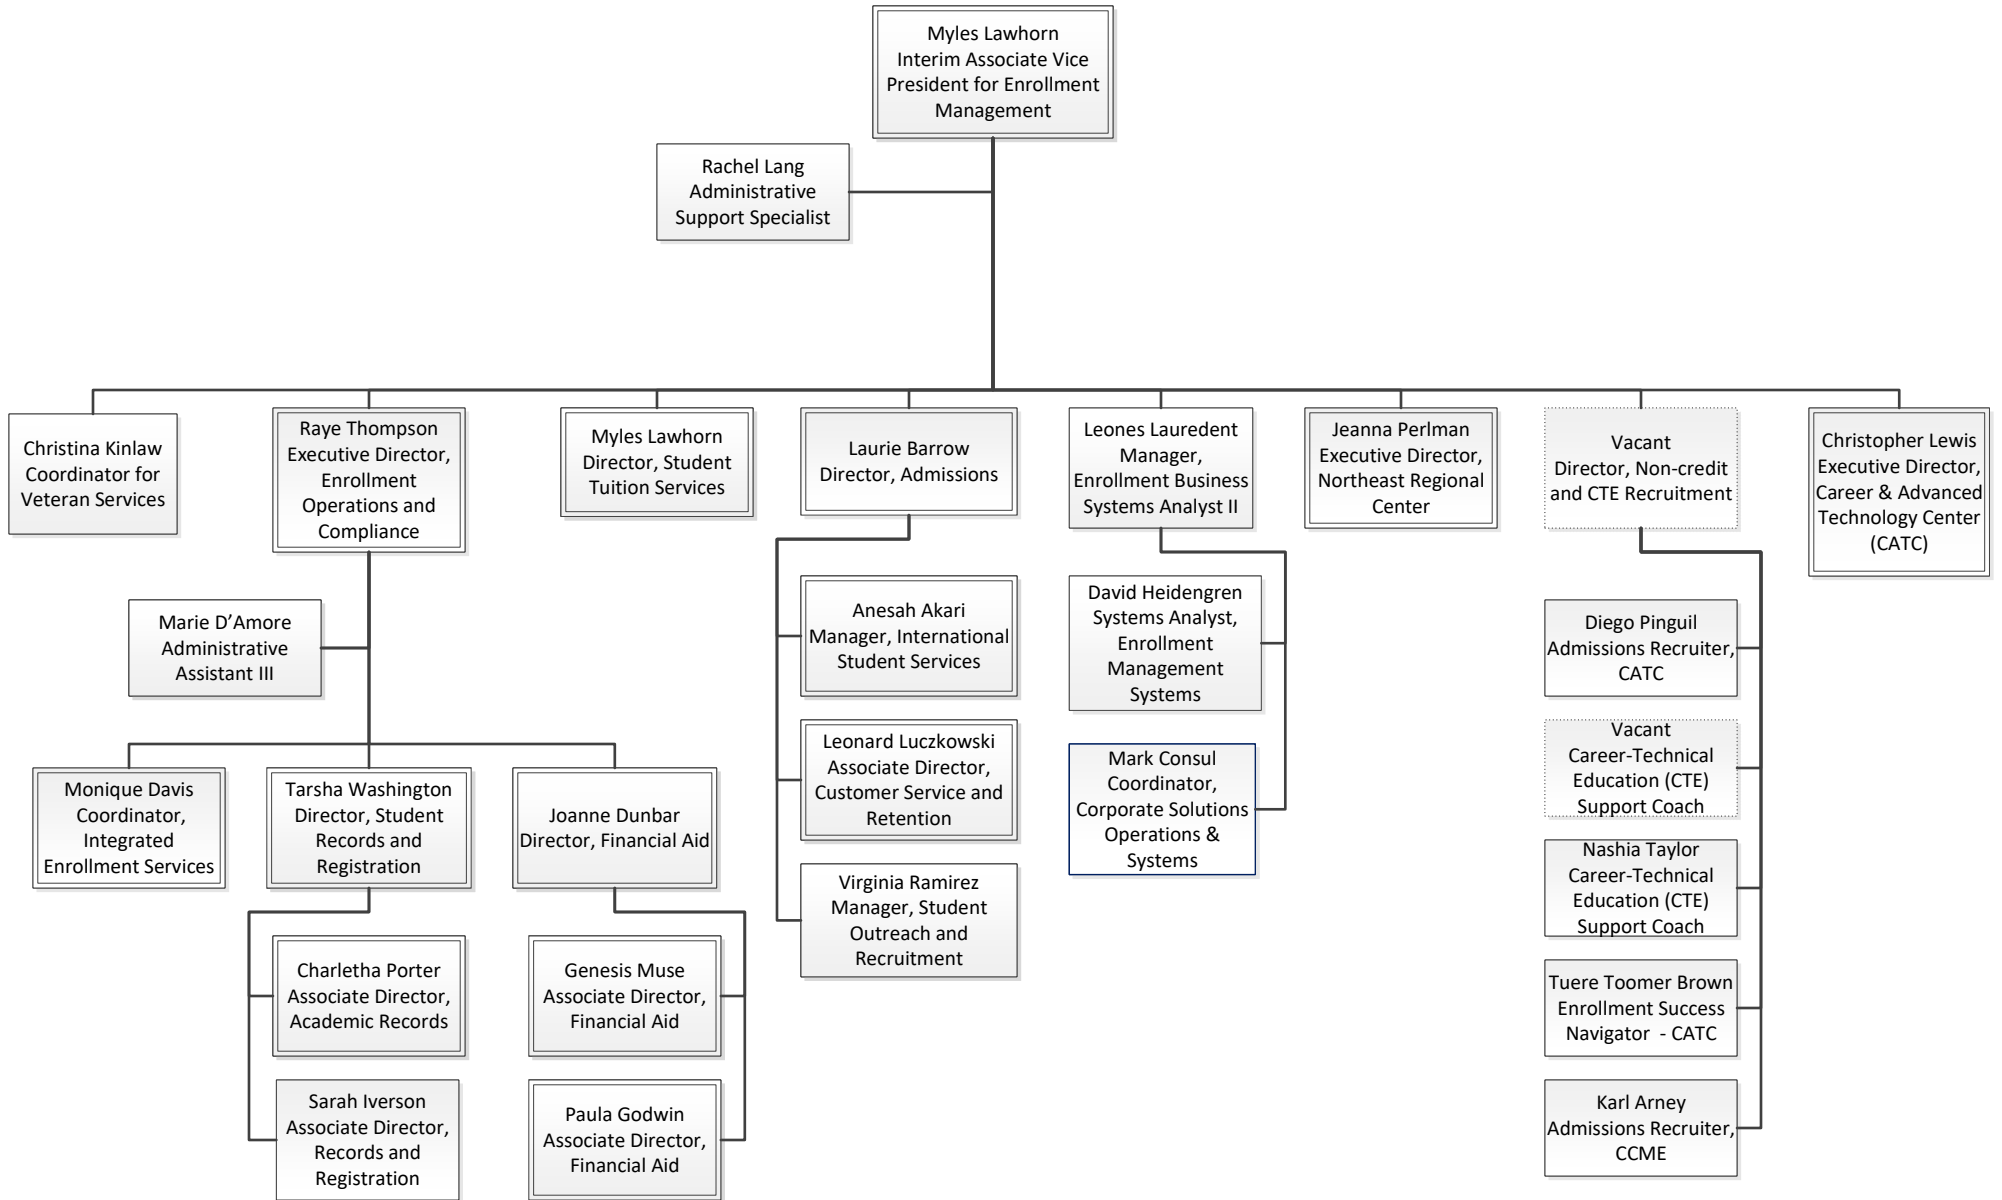 Myles Lawhorn
Interim Associate Vice
President for Enrollment
Management
Rachel Lang
Administrative
Support Specialist
Christina Kinlaw
Coordinator for
Veteran Services
Raye Thompson
Executive Director,
Enrollment
Operations and
Compliance
Myles Lawhorn
Director, Student
Tuition Services
Laurie Barrow
Director, Admissions
Leones Lauredent
Manager,
Enrollment Business
Systems Analyst II
Jeanna Perlman
Executive Director,
Northeast Regional
Center
Vacant
Director, Non-credit
and CTE Recruitment
Christopher Lewis
Executive Director,
Career & Advanced
Technology Center
(CATC)
Marie D’Amore
Administrative
Assistant III
Monique Davis
Coordinator,
Integrated
Enrollment Services
Tarsha Washington
Director, Student
Records and
Registration
Joanne Dunbar
Director, Financial Aid
Charletha Porter
Associate Director,
Academic Records
Sarah Iverson
Associate Director,
Records and
Registration
Genesis Muse
Associate Director,
Financial Aid
Paula Godwin
Associate Director,
Financial Aid
Anesah Akari
Manager, International
Student Services
Leonard Luczkowski
Associate Director,
Customer Service and
Retention
Virginia Ramirez
Manager, Student
Outreach and
Recruitment
David Heidengren
Systems Analyst,
Enrollment
Management
Systems
Mark Consul
Coordinator,
Corporate Solutions
Operations &
Systems
Diego Pinguil
Admissions Recruiter,
CATC
Vacant
Career-Technical
Education (CTE)
Support Coach
Nashia Taylor
Career-Technical
Education (CTE)
Support Coach
Tuere Toomer Brown
Enrollment Success
Navigator  - CATC
Karl Arney
Admissions Recruiter,
CCME